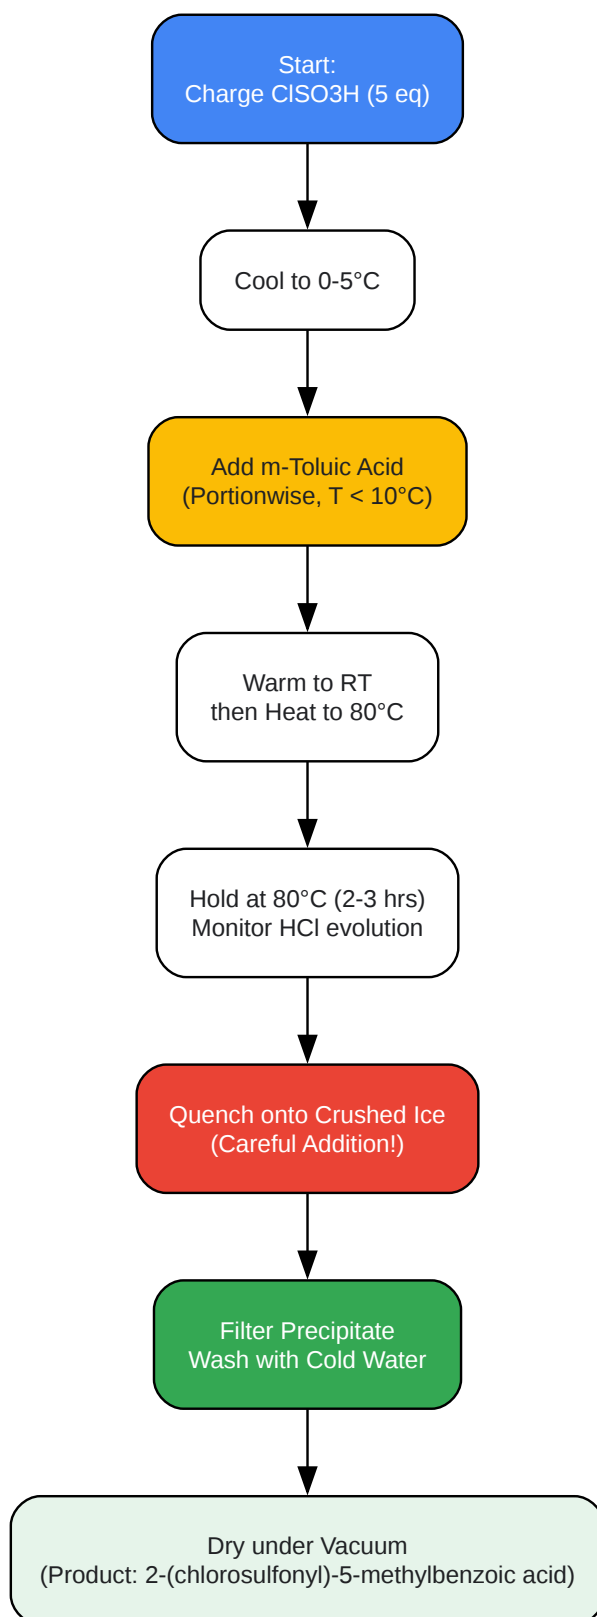 Start:
Charge ClSO3H (5 eq)
Cool to 0-5°C
Add m-Toluic Acid
(Portionwise, T < 10°C)
Warm to RT
then Heat to 80°C
Hold at 80°C (2-3 hrs)
Monitor HCl evolution
Quench onto Crushed Ice
(Careful Addition!)
Filter Precipitate
Wash with Cold Water
Dry under Vacuum
(Product: 2-(chlorosulfonyl)-5-methylbenzoic acid)